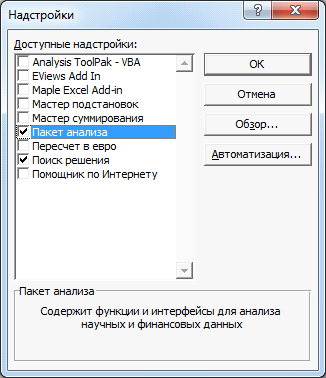 Надстройки
?
Доступные надстройки:
Analysis ToolPak - VBA
EViews Add In
Maple Excel Add-in
Мастер подстановок
Мастер суммирования
Пакет анализа
Пересчет в евро
Поиск решения
Помощник по Интернету
ОК
Отмена
Обзор...
Автоматизация...
Пакет анализа
Содержит функции и интерфейсы для анализа
научных и финансовых данных